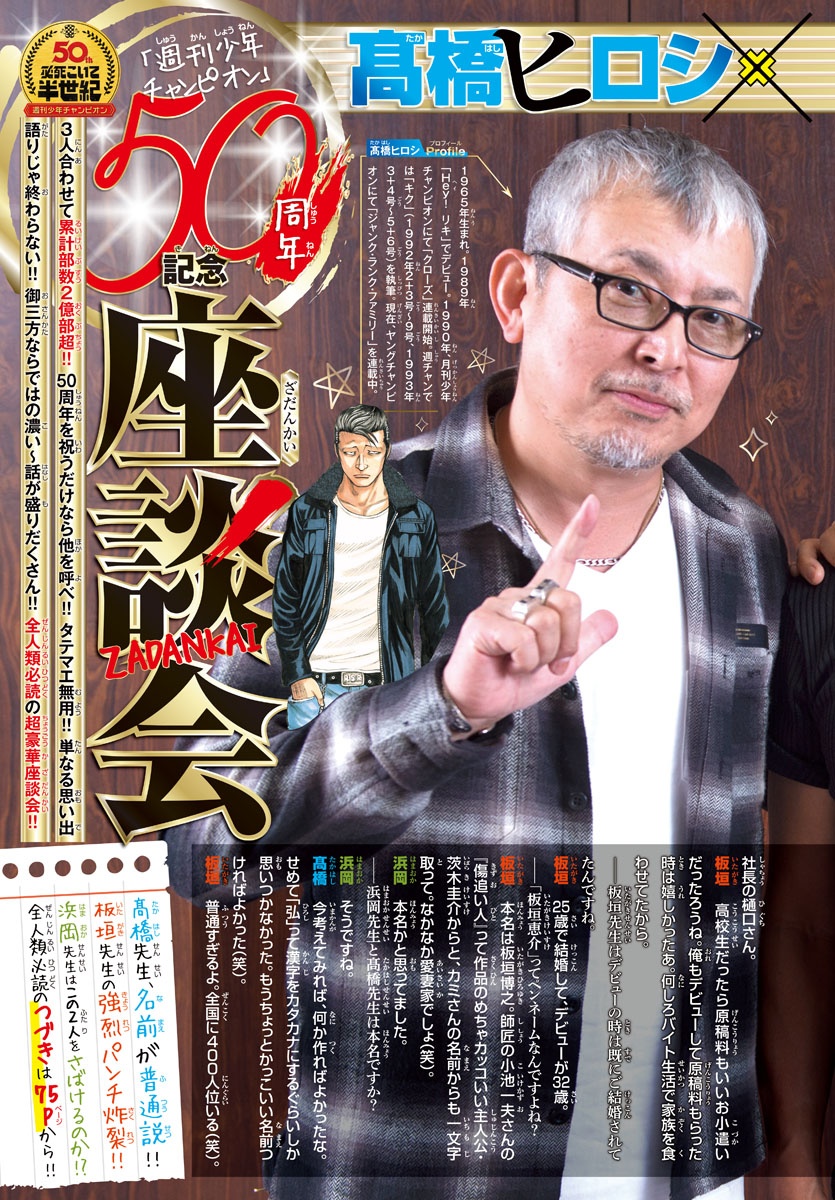 髙橋ヒロシ×
50th
必死こいて
半世紀
週刊少年チャンピオン
「週刊少年
チャンピオン」
50周年
記念
座談会
ざだんかい
ZADANKAI
3人合わせて累計部数2億部超!! 50周年を祝うだけなら他を呼べ!! タテマエ無用!! 単なる思い出
語りじゃ終わらない!! 御三方ならではの濃い〜話が盛りだくさん!! 全人類必読の超豪華座談会!!
髙橋ヒロシ プロフィール Profile
1965年生まれ。1989年
「Hey! リキ」でデビュー。1990年、月刊少年
チャンピオンにて「クローズ」連載開始。週チャンで
は「キク」(1992年2+3号〜9号、1993年
3+4号〜5+6号)を執筆。現在、ヤングチャンピ
オンにて「ジャンク・ランク・ファミリー」を連載中。
社長の樋口さん。
板垣 高校生だったら原稿料もいいお小遣い
だったろうね。俺もデビューして原稿料もらった
時は嬉しかったあ。何しろバイト生活で家族を食
わせてたから。
――板垣先生はデビューの時は既にご結婚されて
たんですね。
板垣 25歳で結婚して、デビューが32歳。
――「板垣恵介」ってペンネームなんですよね?
板垣 本名は板垣博之。師匠の小池一夫さんの
『傷追い人』って作品のめちゃカッコいい主人公・
茨木圭介からと、カミさんの名前からも一文字
取って。なかなか愛妻家でしょ(笑)。
浜岡 本名かと思ってました。
――浜岡先生と髙橋先生は本名ですか?
浜岡 そうですね。
髙橋 今考えてみれば、何か作ればよかったな。
せめて「弘」って漢字をカタカナにするぐらいしか
思いつかなかった。もうちょっとかっこいい名前つ
ければよかった(笑)。
板垣 普通すぎるよ。全国に400人位いる(笑)。
髙橋先生名前が普通説!!
板垣先生の強烈パンチ炸裂!!
浜岡先生はこの2人をさばけるのか!?
全人類必読のつづきは75ページから!!